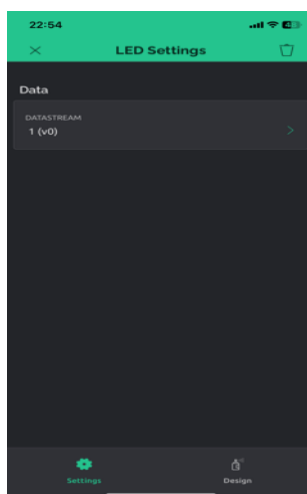 22:54
LED Settings
Data
DATASTREAM
1 (v0)
Settings
Design